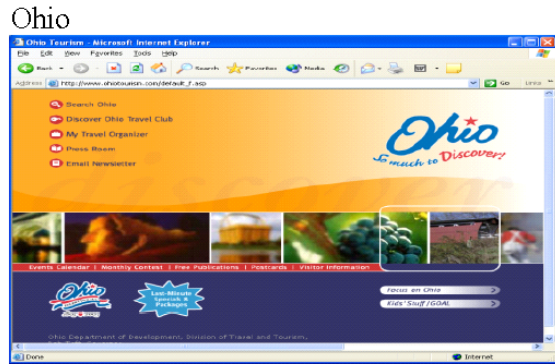 Ohio
Ohio Tourism - Microsoft Internet Explorer
File Edit View Favorites Tools Help
Back Search Favorites Media
Address http://www.ohiotourism.com/default_f.asp Go Links
Search Ohio
Discover Ohio Travel Club
My Travel Organizer
Press Room
Email Newsletter
Ohio
So much to Discover!
discover
Events Calendar | Monthly Contest | Free Publications | Postcards | Visitor Information
Ohio
Last-Minute
Specials &
Packages
Focus on Ohio
Kids' Stuff /GOAL
Ohio Department of Development, Division of Travel and Tourism,
Done Internet